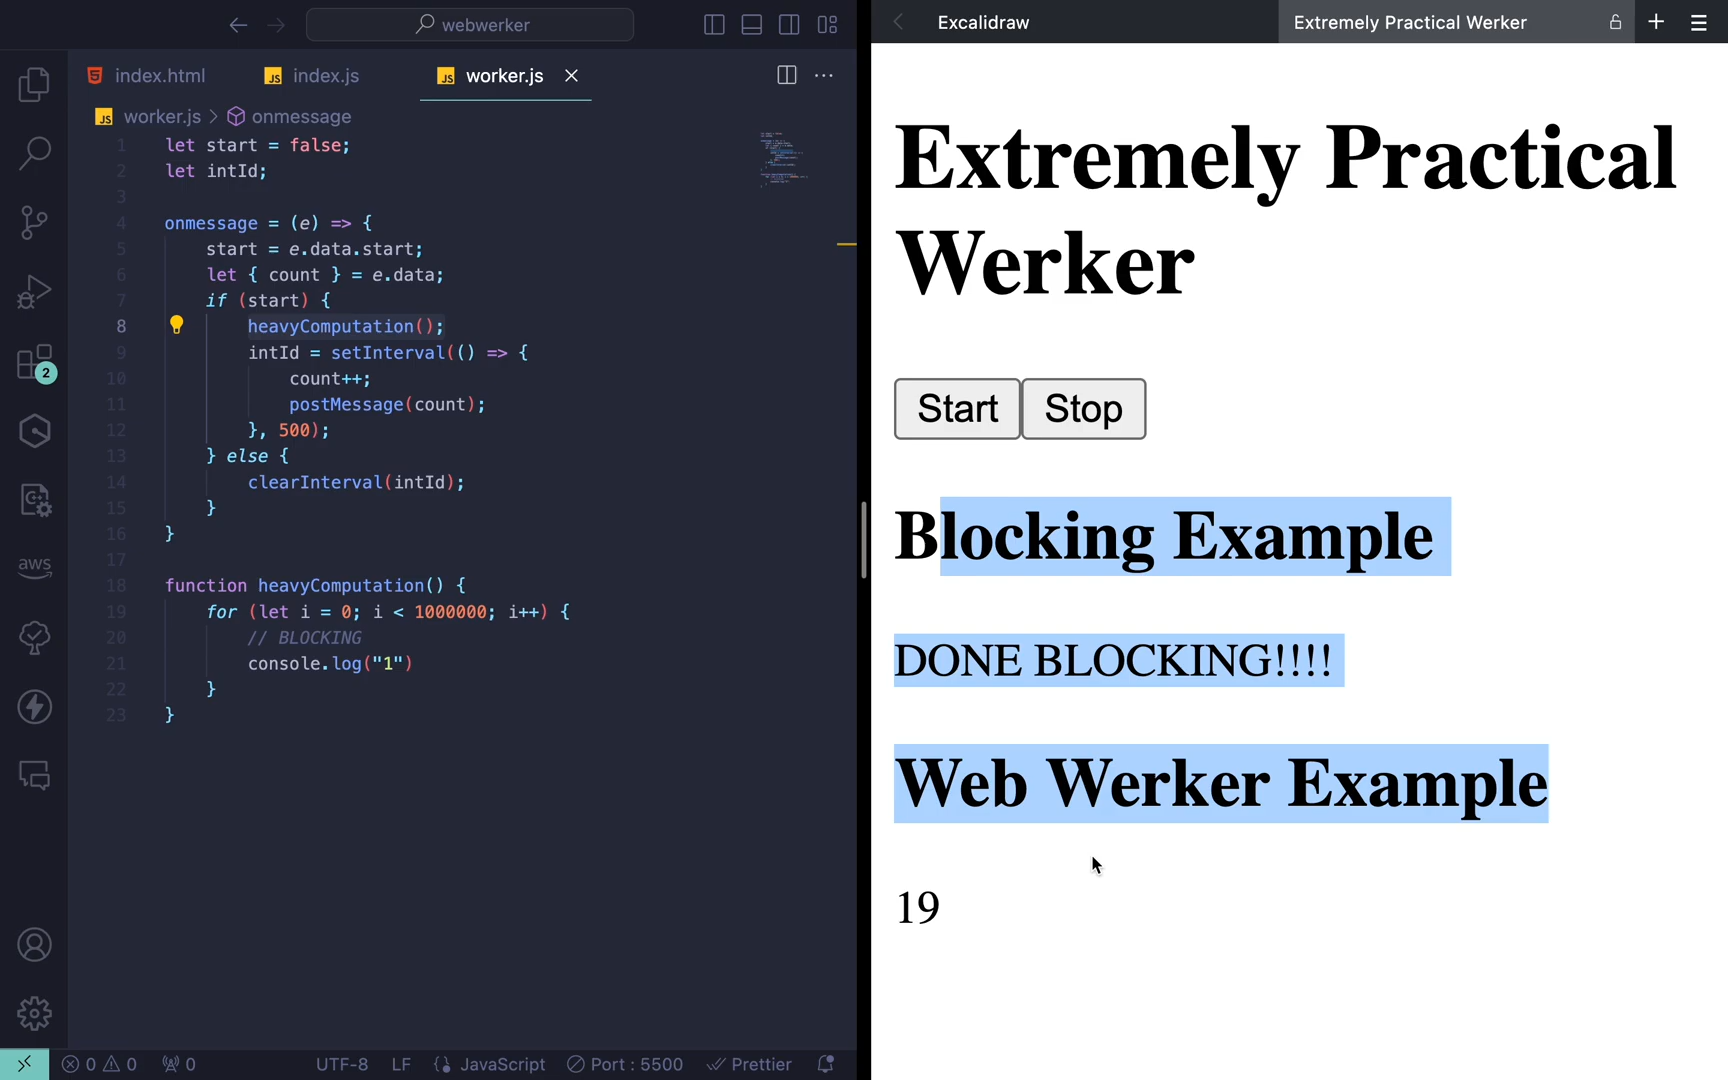 webwerker
index.html
index.js
worker.js
worker.js > onmessage
1 let start = false;
2 let intId;
3
4 onmessage = (e) => {
5 start = e.data.start;
6 let { count } = e.data;
7 if (start) {
8 heavyComputation();
9 intId = setInterval(() => {
10 count++;
11 postMessage(count);
12 }, 500);
13 } else {
14 clearInterval(intId);
15 }
16 }
17
18 function heavyComputation() {
19 for (let i = 0; i < 1000000; i++) {
20 // BLOCKING
21 console.log("1")
22 }
23 }
2
aws
0 0 0 UTF-8 LF {} JavaScript Port : 5500 Prettier
Excalidraw
Extremely Practical Werker
Extremely Practical
Werker
Start
Stop
Blocking Example
DONE BLOCKING!!!!
Web Werker Example
19